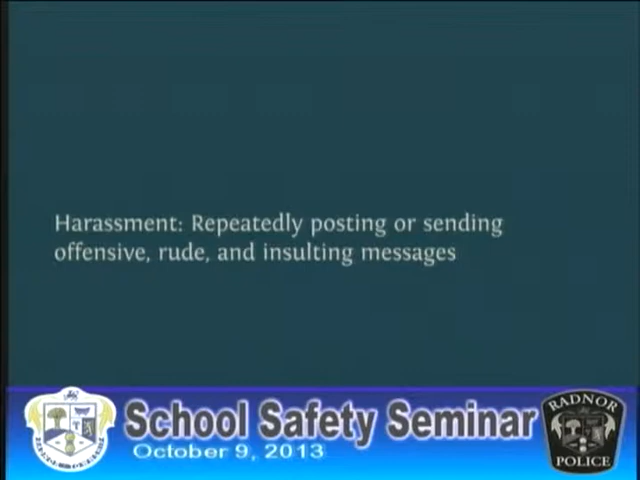 Harassment: Repeatedly posting or sending
offensive, rude, and insulting messages
School Safety Seminar
October 9, 2013
RADNOR
POLICE